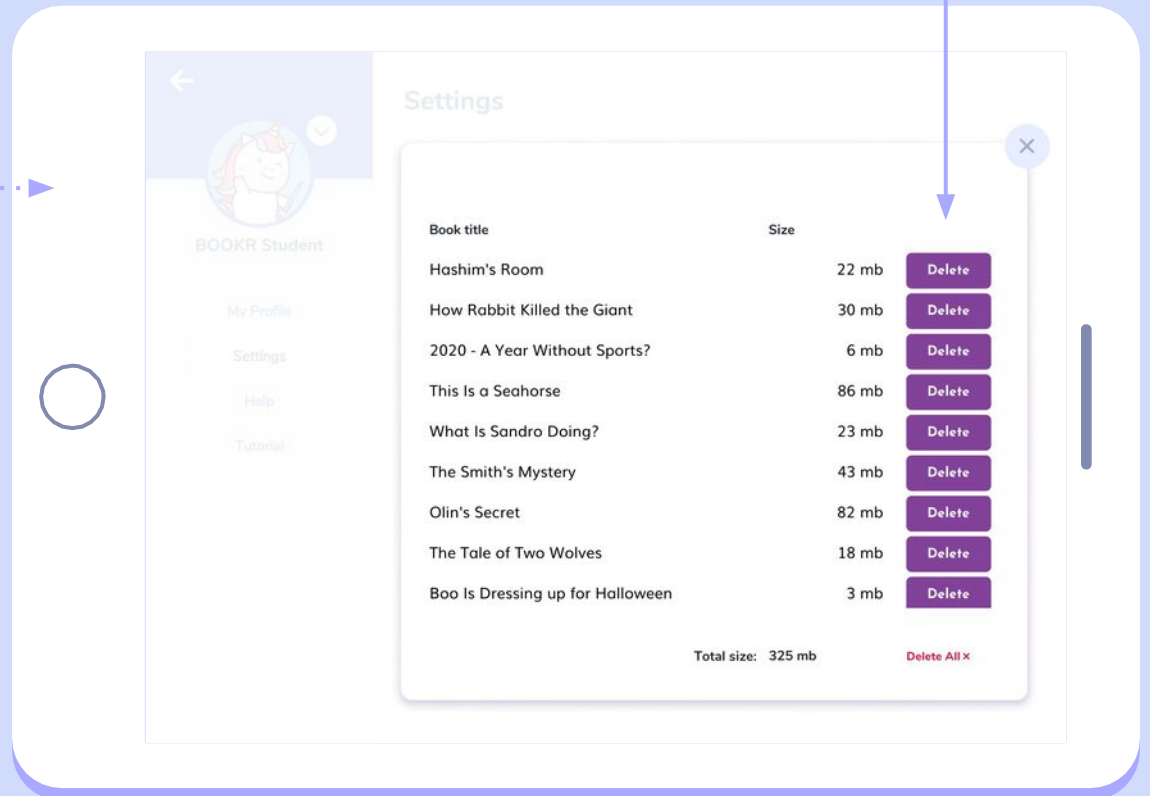 Settings
BOOKR Student
My Profile
Settings
Help
Tutorial
Book title Size
Hashim's Room 22 mb Delete
How Rabbit Killed the Giant 30 mb Delete
2020 - A Year Without Sports? 6 mb Delete
This Is a Seahorse 86 mb Delete
What Is Sandro Doing? 23 mb Delete
The Smith's Mystery 43 mb Delete
Olin's Secret 82 mb Delete
The Tale of Two Wolves 18 mb Delete
Boo Is Dressing up for Halloween 3 mb Delete
Total size: 325 mb Delete All ×